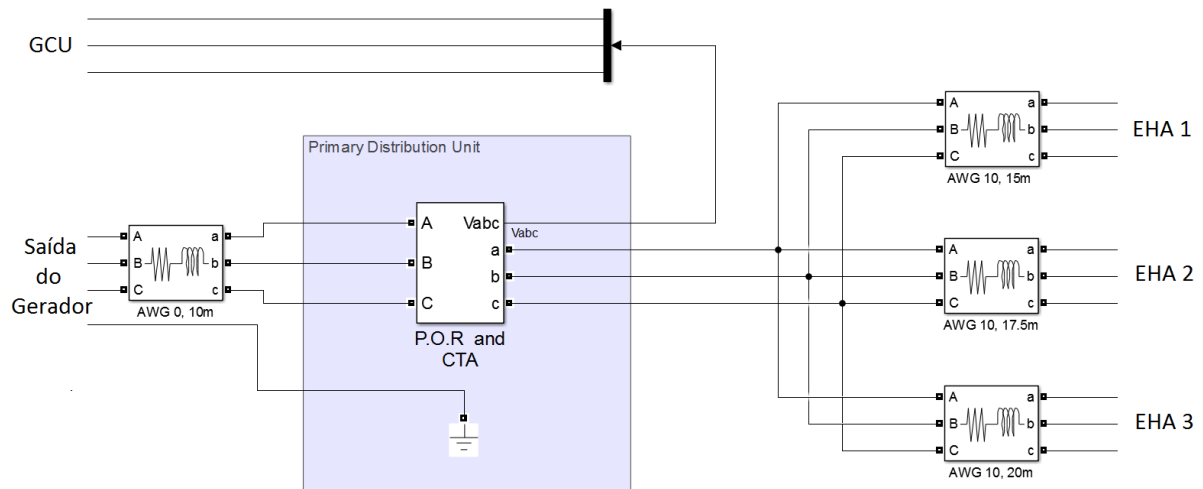 GCU
Primary Distribution Unit
A
B
C
Vabc
a
b
c
Vabc
P.O.R and
CTA
Saída
do
Gerador
A
B
C
a
b
c
AWG 0, 10m
A
B
C
a
b
c
AWG 10, 15m
EHA 1
A
B
C
a
b
c
AWG 10, 17.5m
EHA 2
A
B
C
a
b
c
AWG 10, 20m
EHA 3